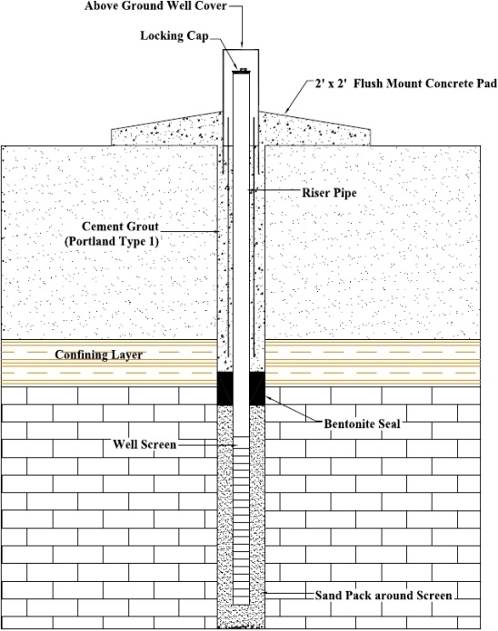 Above Ground Well Cover
Locking Cap
2' x 2' Flush Mount Concrete Pad
Riser Pipe
Cement Grout
(Portland Type 1)
Confining Layer
Bentonite Seal
Well Screen
Sand Pack around Screen